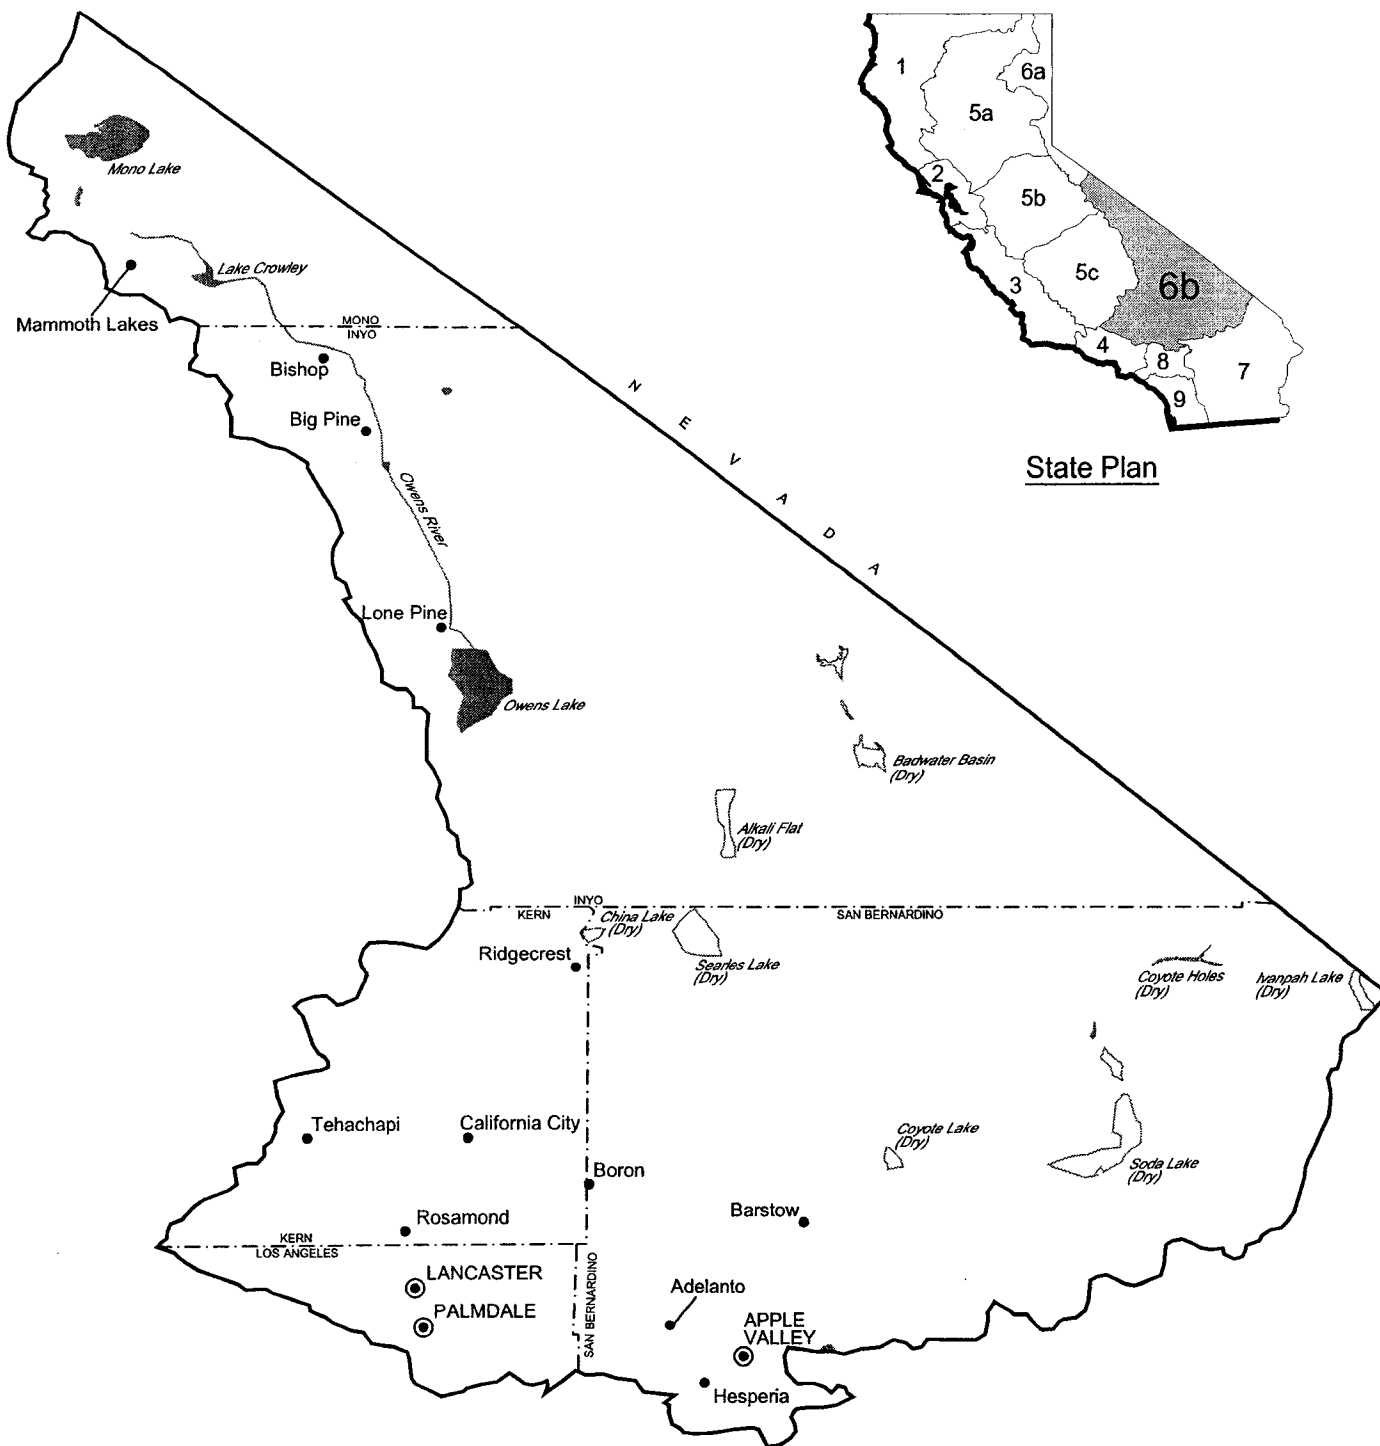 1
6a
5a
2
5b
5c
3
6b
4
8
7
9
State Plan
Mono Lake
Lake Crowley
Mammoth Lakes
MONO
INYO
Bishop
Big Pine
Owens River
N E V A D A
Lone Pine
Owens Lake
Badwater Basin
(Dry)
Alkali Flat
(Dry)
INYO
KERN
SAN BERNARDINO
China Lake
(Dry)
Ridgecrest
Searles Lake
(Dry)
Coyote Holes
(Dry)
Ivanpah Lake
(Dry)
Tehachapi
California City
Coyote Lake
(Dry)
Soda Lake
(Dry)
Boron
Barstow
Rosamond
KERN
LOS ANGELES
SAN BERNARDINO
LANCASTER
PALMDALE
Adelanto
APPLE
VALLEY
Hesperia